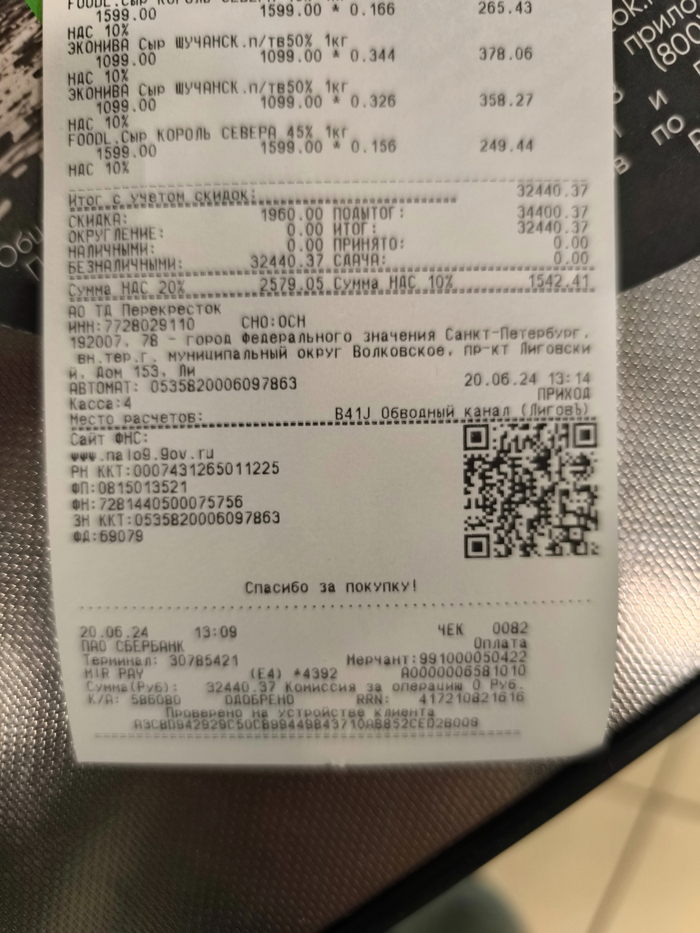 FOODL.Сыр КОРОЛЬ СЕВЕРА 45% 1кг
1599.00 1599.00 * 0.166 265.43
НДС 10%
ЭКОНИВА Сыр ЩУЧАНСК.п/тв50% 1кг
1099.00 1099.00 * 0.344 378.06
НДС 10%
ЭКОНИВА Сыр ЩУЧАНСК.п/тв50% 1кг
1099.00 1099.00 * 0.326 358.27
НДС 10%
FOODL.Сыр КОРОЛЬ СЕВЕРА 45% 1кг
1599.00 1599.00 * 0.156 249.44
НДС 10%
Итог с учетом скидок: 32440.37
СКИДКА: 1960.00 ПОДЫТОГ: 34400.37
ОКРУГЛЕНИЕ: 0.00 ИТОГ: 32440.37
НАЛИЧНЫМИ: 0.00 ПРИНЯТО: 0.00
БЕЗНАЛИЧНЫМИ: 32440.37 СДАЧА: 0.00
Сумма НДС 20% 2579.05 Сумма НДС 10% 1542.41
АО ТД Перекресток
ИНН:7728029110 СНО:ОСН
192007, 78 - город федерального значения Санкт-Петербург,
вн.тер.г. муниципальный округ Волковское, пр-кт Лиговски
й, Дом 153, Ли
АВТОМАТ: 0535820006097863 20.06.24 13:14
Касса:4 ПРИХОД
Место расчетов: В41J Обводный канал (Лиговъ)
Сайт ФНС:
www.nalog.gov.ru
РН ККТ:0007431265011225
ФП:0815013521
ФН:7281440500075756
ЗН ККТ:0535820006097863
ФД:69079
Спасибо за покупку!
20.06.24 13:09 ЧЕК 0082
ПАО СБЕРБАНК Оплата
Терминал: 30785421 Мерчант:991000050422
MIR PAY (E4) *4392 A0000006581010
Сумма(Руб): 32440.37 Комиссия за операцию 0 Руб.
К/А: 586080 ОДОБРЕНО RRN: 417210821616
Проверено на устройстве клиента
прило
(800
и
по
в